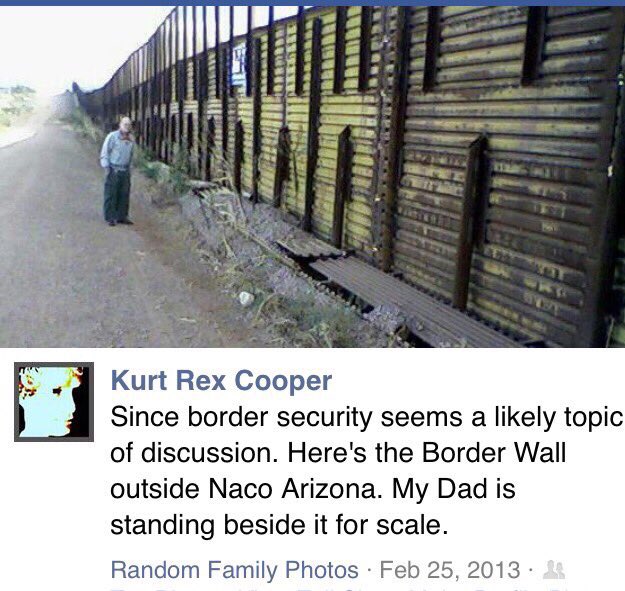 Kurt Rex Cooper
Since border security seems a likely topic
of discussion. Here's the Border Wall
outside Naco Arizona. My Dad is
standing beside it for scale.
Random Family Photos · Feb 25, 2013 ·